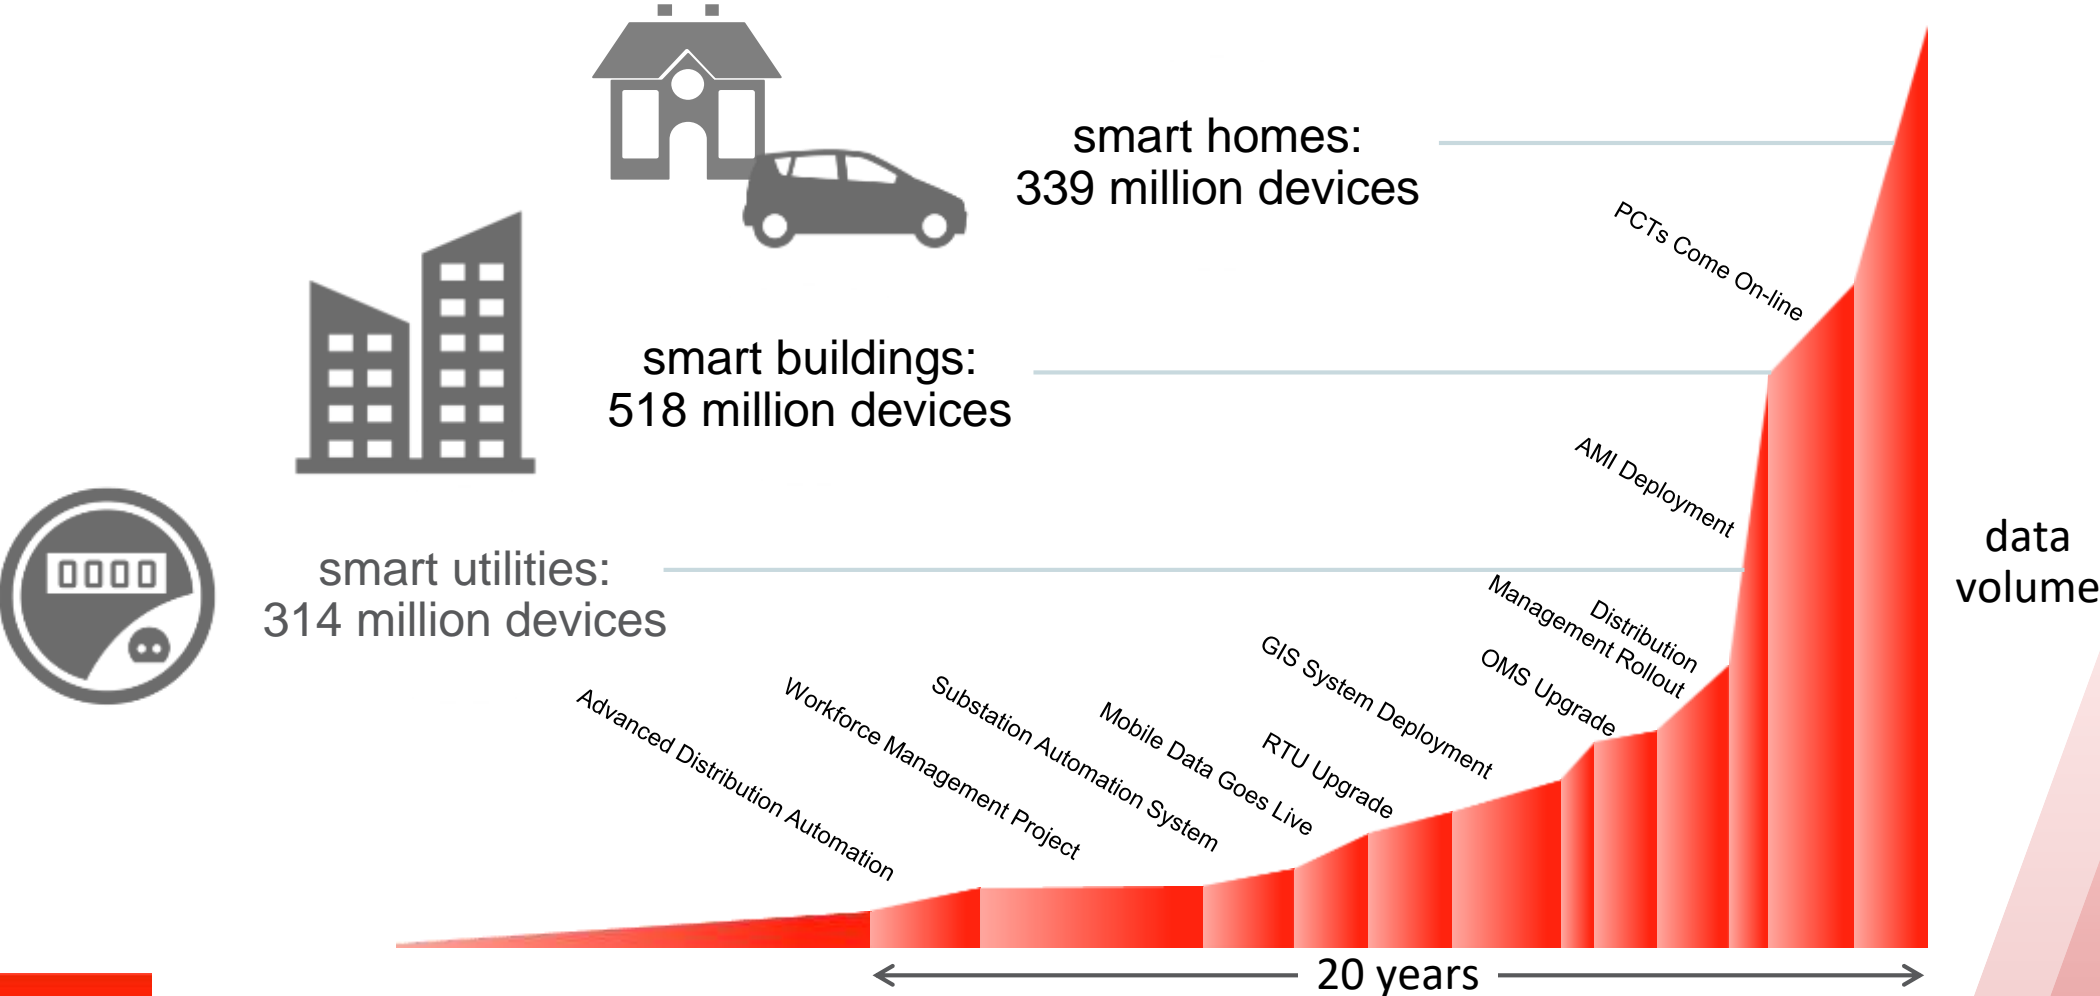 smart homes:
339 million devices
PCTs Come On-line
smart buildings:
518 million devices
AMI Deployment
data
volume
smart utilities:
314 million devices
0000
Distribution
Management Rollout
OMS Upgrade
GIS System Deployment
RTU Upgrade
Mobile Data Goes Live
Substation Automation System
Workforce Management Project
Advanced Distribution Automation
20 years